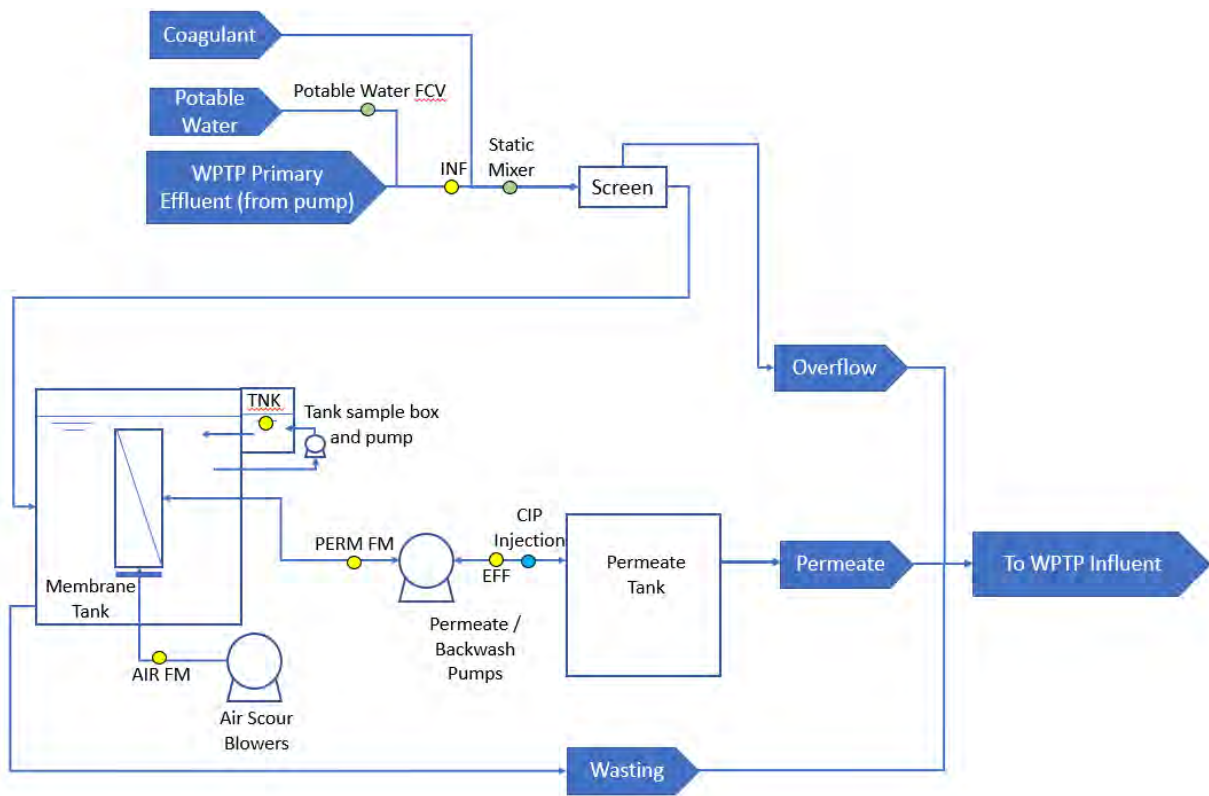 Coagulant
Potable
Water
Potable Water FCV
WPTP Primary
Effluent (from pump)
INF
Static
Mixer
Screen
Overflow
TNK
Tank sample box
and pump
Membrane
Tank
AIR FM
Air Scour
Blowers
PERM FM
EFF
CIP
Injection
Permeate /
Backwash
Pumps
Permeate
Tank
Permeate
To WPTP Influent
Wasting